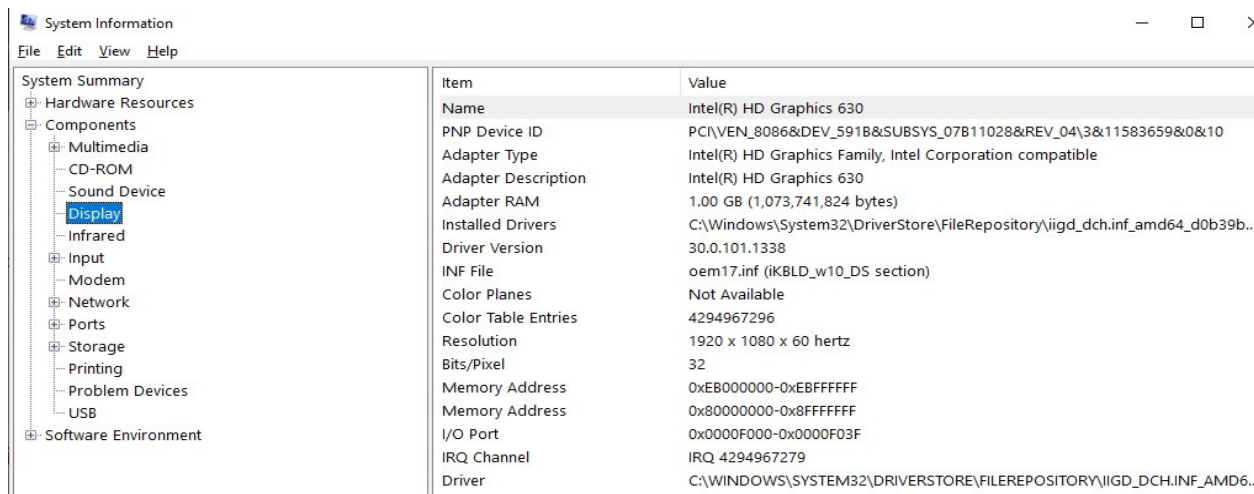 System Information
File Edit View Help
System Summary
Hardware Resources
Components
Multimedia
CD-ROM
Sound Device
Display
Infrared
Input
Modem
Network
Ports
Storage
Printing
Problem Devices
USB
Software Environment
Item Value
Name Intel(R) HD Graphics 630
PNP Device ID PCI\VEN_8086&DEV_591B&SUBSYS_07B11028&REV_04\3&11583659&0&10
Adapter Type Intel(R) HD Graphics Family, Intel Corporation compatible
Adapter Description Intel(R) HD Graphics 630
Adapter RAM 1.00 GB (1,073,741,824 bytes)
Installed Drivers C:\Windows\System32\DriverStore\FileRepository\iigd_dch.inf_amd64_d0b39b...
Driver Version 30.0.101.1338
INF File oem17.inf (iKBLD_w10_DS section)
Color Planes Not Available
Color Table Entries 4294967296
Resolution 1920 x 1080 x 60 hertz
Bits/Pixel 32
Memory Address 0xEB000000-0xEBFFFFFF
Memory Address 0x80000000-0x8FFFFFFF
I/O Port 0x0000F000-0x0000F03F
IRQ Channel IRQ 4294967279
Driver C:\WINDOWS\SYSTEM32\DRIVERSTORE\FILEREPOSITORY\IIGD_DCH.INF_AMD6...